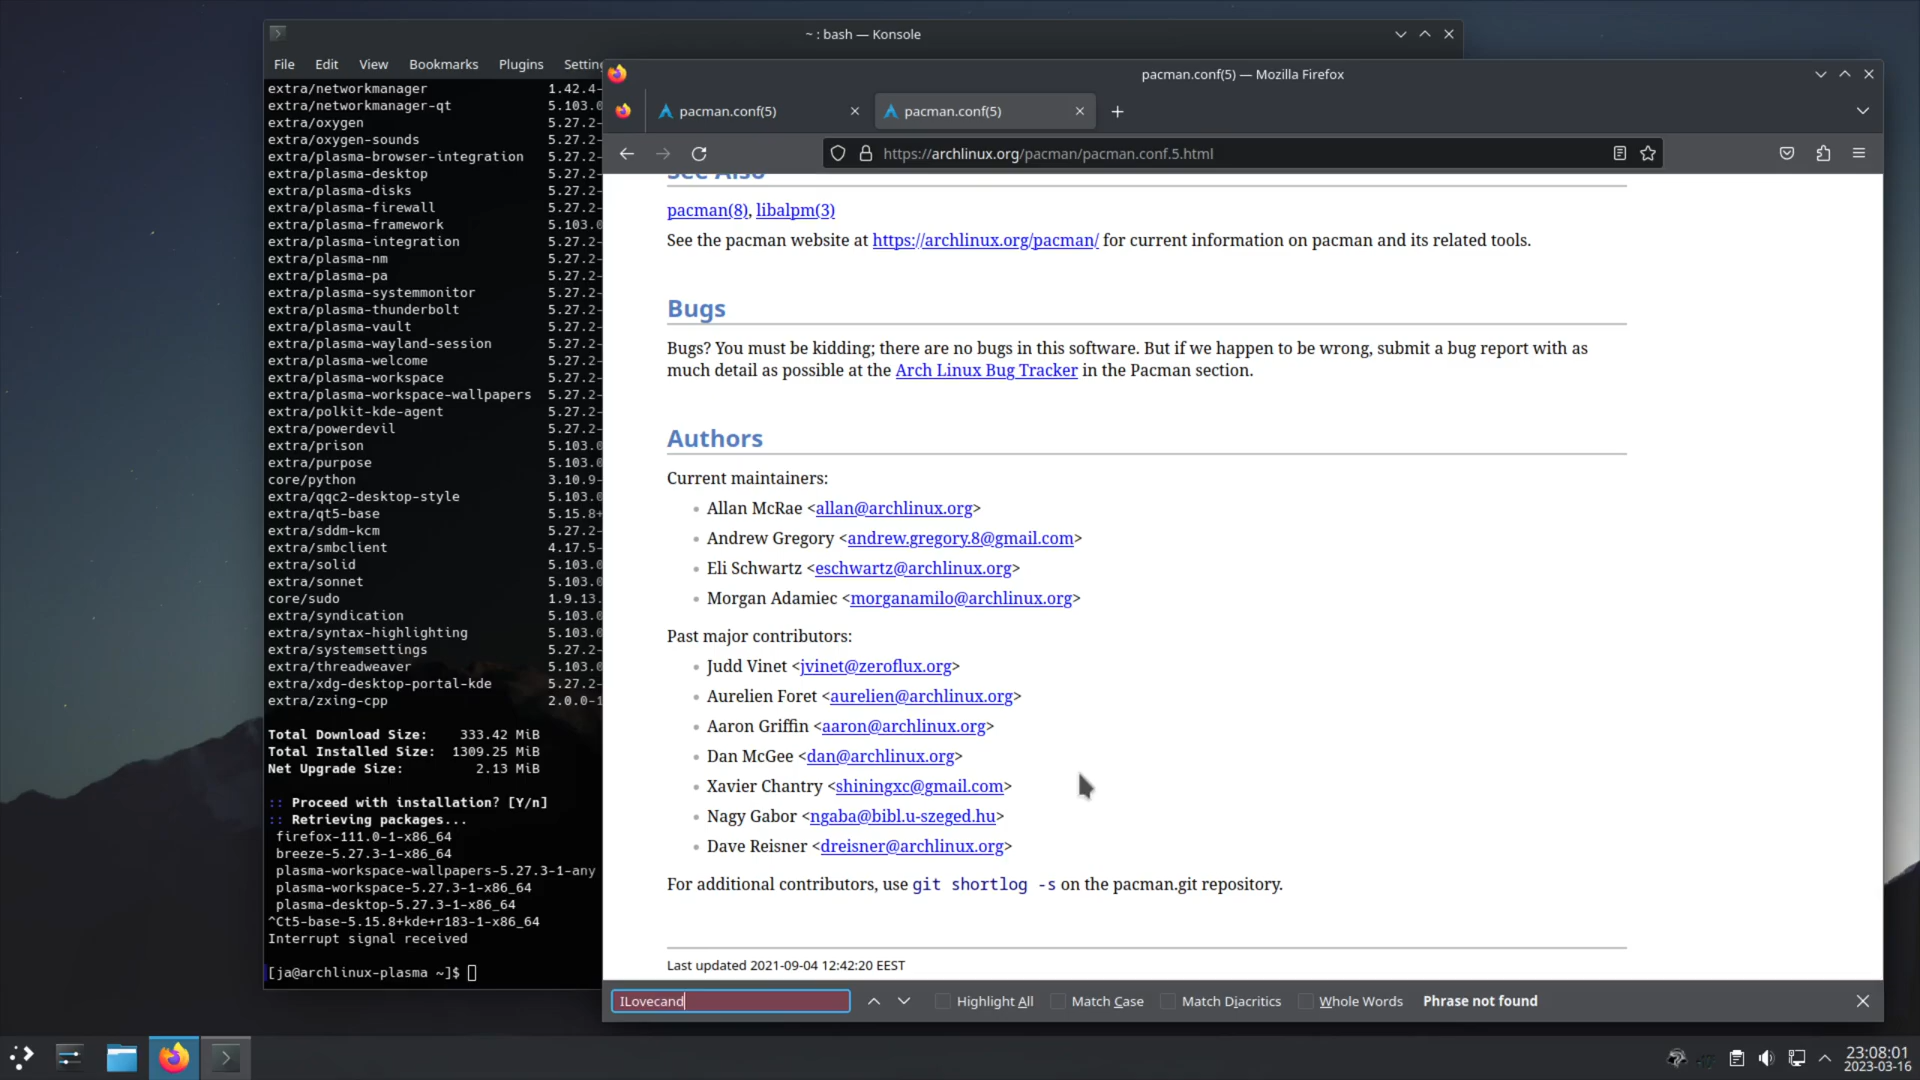 ~ : bash — Konsole
File Edit View Bookmarks Plugins
extra/networkmanager 1.42.4-
extra/networkmanager-qt 5.103.0
extra/oxygen 5.27.2-
extra/oxygen-sounds 5.27.2-
extra/plasma-browser-integration 5.27.2-
extra/plasma-desktop 5.27.2-
extra/plasma-disks 5.27.2-
extra/plasma-firewall 5.27.2-
extra/plasma-framework 5.103.0
extra/plasma-integration 5.27.2-
extra/plasma-nm 5.27.2-
extra/plasma-pa 5.27.2-
extra/plasma-systemmonitor 5.27.2-
extra/plasma-thunderbolt 5.27.2-
extra/plasma-vault 5.27.2-
extra/plasma-wayland-session 5.27.2-
extra/plasma-welcome 5.27.2-
extra/plasma-workspace 5.27.2-
extra/plasma-workspace-wallpapers 5.27.2-
extra/polkit-kde-agent 5.27.2-
extra/powerdevil 5.27.2-
extra/prison 5.103.0
extra/purpose 5.103.0
core/python 3.10.9-
extra/qqc2-desktop-style 5.103.0
extra/qt5-base 5.15.8+
extra/sddm-kcm 5.27.2-
extra/smbclient 4.17.5-
extra/solid 5.103.0
extra/sonnet 5.103.0
core/sudo 1.9.13.
extra/syndication 5.103.0
extra/syntax-highlighting 5.103.0
extra/systemsettings 5.27.2-
extra/threadweaver 5.103.0
extra/xdg-desktop-portal-kde 5.27.2-
extra/zxing-cpp 2.0.0-1
Total Download Size: 333.42 MiB
Total Installed Size: 1309.25 MiB
Net Upgrade Size: 2.13 MiB
:: Proceed with installation? [Y/n]
:: Retrieving packages...
firefox-111.0-1-x86_64
breeze-5.27.3-1-x86_64
plasma-workspace-wallpapers-5.27.3-1-any
plasma-workspace-5.27.3-1-x86_64
plasma-desktop-5.27.3-1-x86_64
^Ct5-base-5.15.8+kde+r183-1-x86_64
Interrupt signal received
[ja@archlinux-plasma ~]$
pacman.conf(5) — Mozilla Firefox
pacman.conf(5)
pacman.conf(5)
https://archlinux.org/pacman/pacman.conf.5.html
See Also
pacman(8), libalpm(3)
See the pacman website at https://archlinux.org/pacman/ for current information on pacman and its related tools.
Bugs
Bugs? You must be kidding; there are no bugs in this software. But if we happen to be wrong, submit a bug report with as
much detail as possible at the Arch Linux Bug Tracker in the Pacman section.
Authors
Current maintainers:
Allan McRae <allan@archlinux.org>
Andrew Gregory <andrew.gregory.8@gmail.com>
Eli Schwartz <eschwartz@archlinux.org>
Morgan Adamiec <morganamilo@archlinux.org>
Past major contributors:
Judd Vinet <jvinet@zeroflux.org>
Aurelien Foret <aurelien@archlinux.org>
Aaron Griffin <aaron@archlinux.org>
Dan McGee <dan@archlinux.org>
Xavier Chantry <shiningxc@gmail.com>
Nagy Gabor <ngaba@bibl.u-szeged.hu>
Dave Reisner <dreisner@archlinux.org>
For additional contributors, use git shortlog -s on the pacman.git repository.
Last updated 2021-09-04 12:42:20 EEST
ILovecand Highlight All Match Case Match Diacritics Whole Words Phrase not found
23:08:01
2023-03-16